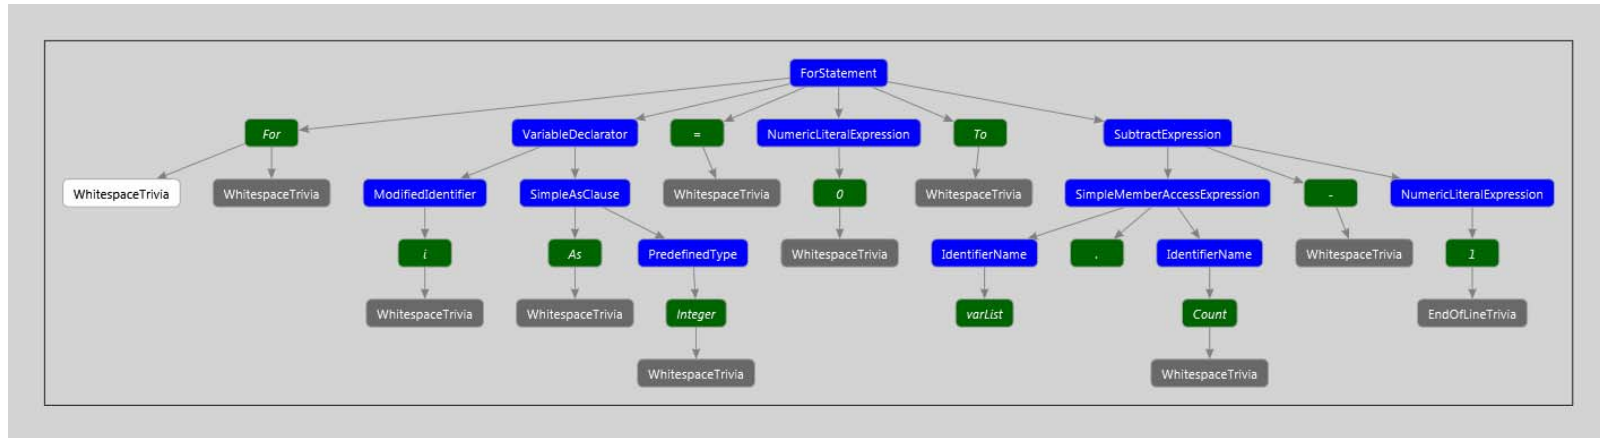 ForStatement
For VariableDeclarator = NumericLiteralExpression To SubtractExpression
WhitespaceTrivia WhitespaceTrivia ModifiedIdentifier SimpleAsClause WhitespaceTrivia 0 WhitespaceTrivia SimpleMemberAccessExpression - NumericLiteralExpression
i As PredefinedType WhitespaceTrivia IdentifierName . IdentifierName WhitespaceTrivia 1
WhitespaceTrivia WhitespaceTrivia Integer varList Count EndOfLineTrivia
WhitespaceTrivia WhitespaceTrivia